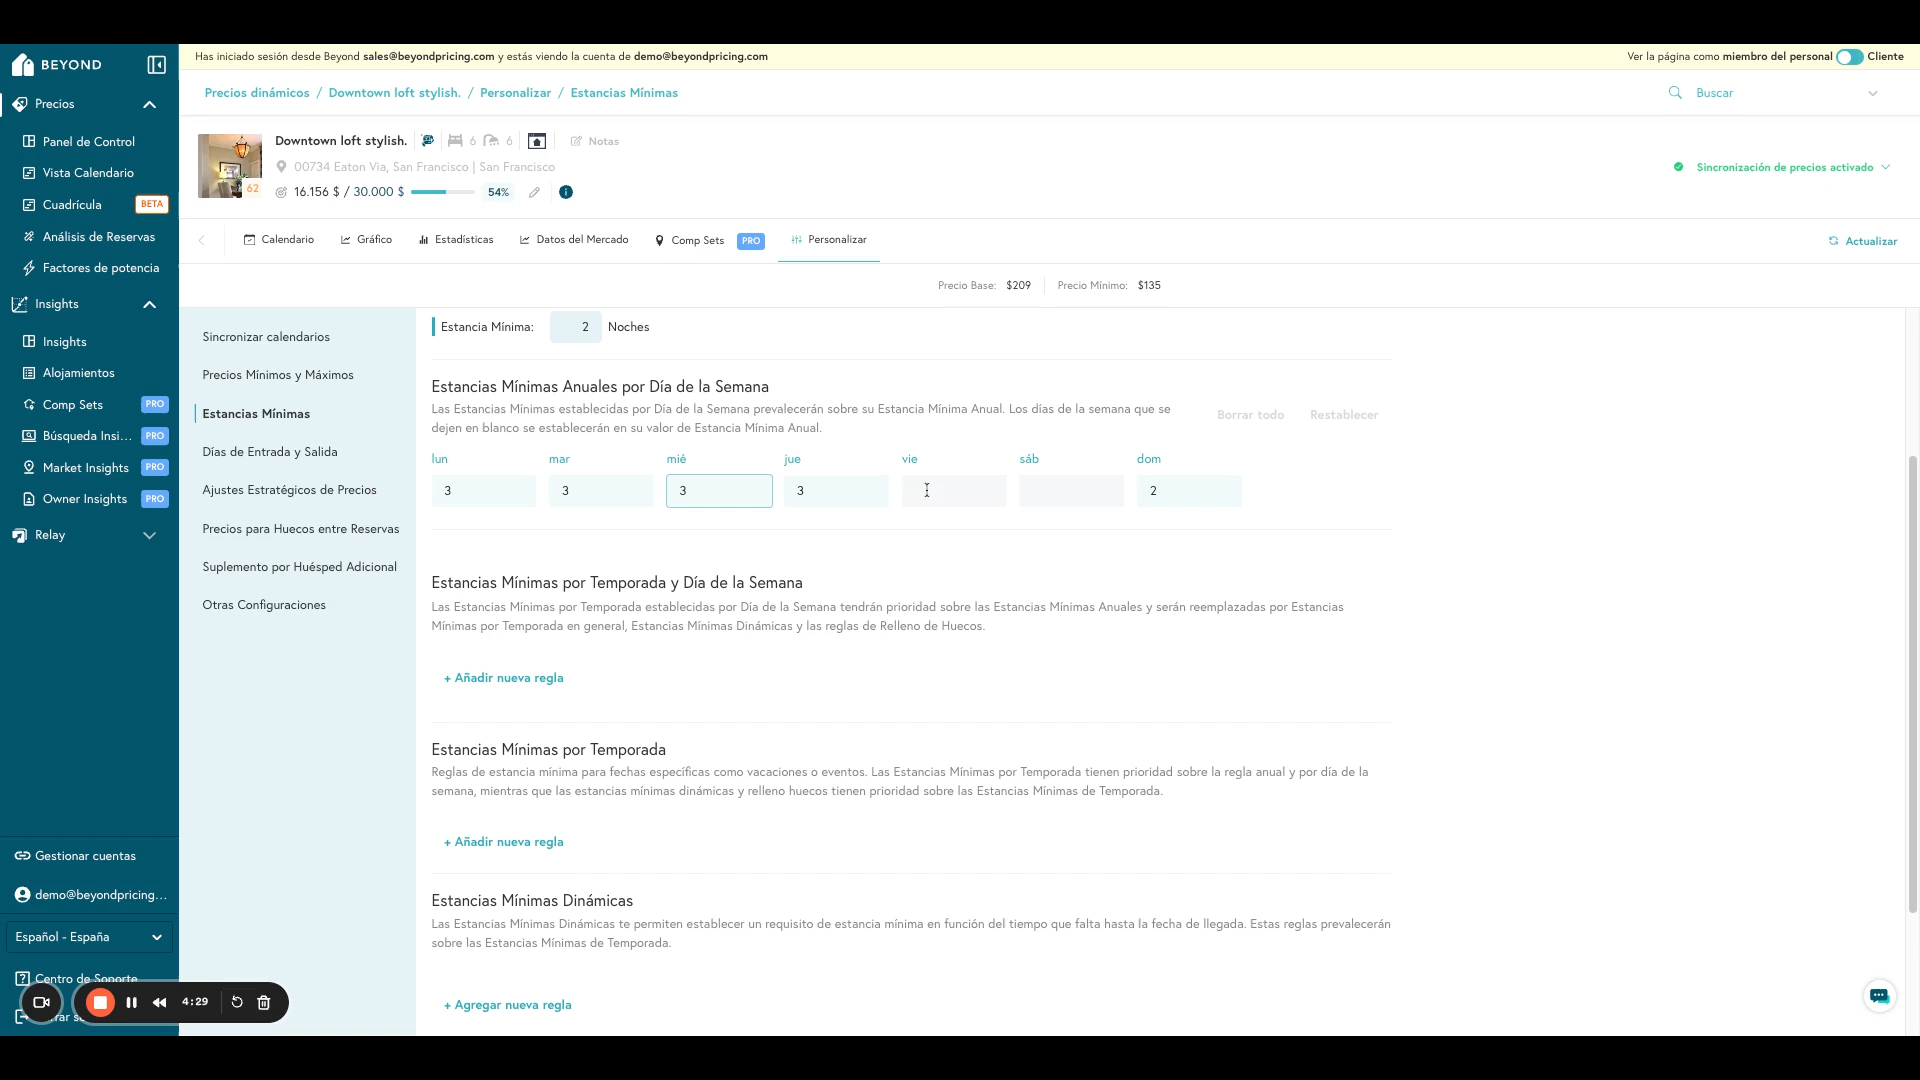 Has iniciado sesión desde Beyond sales@beyondpricing.com y estás viendo la cuenta de demo@beyondpricing.com
Ver la página como miembro del personal Cliente
BEYOND
Precios
Panel de Control
Vista Calendario
Cuadrícula BETA
Análisis de Reservas
Factores de potencia
Insights
Insights
Alojamientos
Comp Sets PRO
Búsqueda Insi... PRO
Market Insights PRO
Owner Insights PRO
Relay
Gestionar cuentas
demo@beyondpricing...
Español - España
Centro de Soporte
4:29
Precios dinámicos / Downtown loft stylish. / Personalizar / Estancias Mínimas
Buscar
62
Downtown loft stylish. 6 6 Notas
00734 Eaton Via, San Francisco | San Francisco
16.156 $ / 30.000 $ 54%
Sincronización de precios activado
Calendario Gráfico Estadísticas Datos del Mercado Comp Sets PRO Personalizar
Actualizar
Precio Base: $209 Precio Mínimo: $135
Sincronizar calendarios
Precios Mínimos y Máximos
Estancias Mínimas
Días de Entrada y Salida
Ajustes Estratégicos de Precios
Precios para Huecos entre Reservas
Suplemento por Huésped Adicional
Otras Configuraciones
Estancia Mínima: 2 Noches
Estancias Mínimas Anuales por Día de la Semana
Las Estancias Mínimas establecidas por Día de la Semana prevalecerán sobre su Estancia Mínima Anual. Los días de la semana que se
dejen en blanco se establecerán en su valor de Estancia Mínima Anual.
Borrar todo Restablecer
lun mar mié jue vie sáb dom
3 3 3 3 2
Estancias Mínimas por Temporada y Día de la Semana
Las Estancias Mínimas por Temporada establecidas por Día de la Semana tendrán prioridad sobre las Estancias Mínimas Anuales y serán reemplazadas por Estancias
Mínimas por Temporada en general, Estancias Mínimas Dinámicas y las reglas de Relleno de Huecos.
+ Añadir nueva regla
Estancias Mínimas por Temporada
Reglas de estancia mínima para fechas específicas como vacaciones o eventos. Las Estancias Mínimas por Temporada tienen prioridad sobre la regla anual y por día de la
semana, mientras que las estancias mínimas dinámicas y relleno huecos tienen prioridad sobre las Estancias Mínimas de Temporada.
+ Añadir nueva regla
Estancias Mínimas Dinámicas
Las Estancias Mínimas Dinámicas te permiten establecer un requisito de estancia mínima en función del tiempo que falta hasta la fecha de llegada. Estas reglas prevalecerán
sobre las Estancias Mínimas de Temporada.
+ Agregar nueva regla